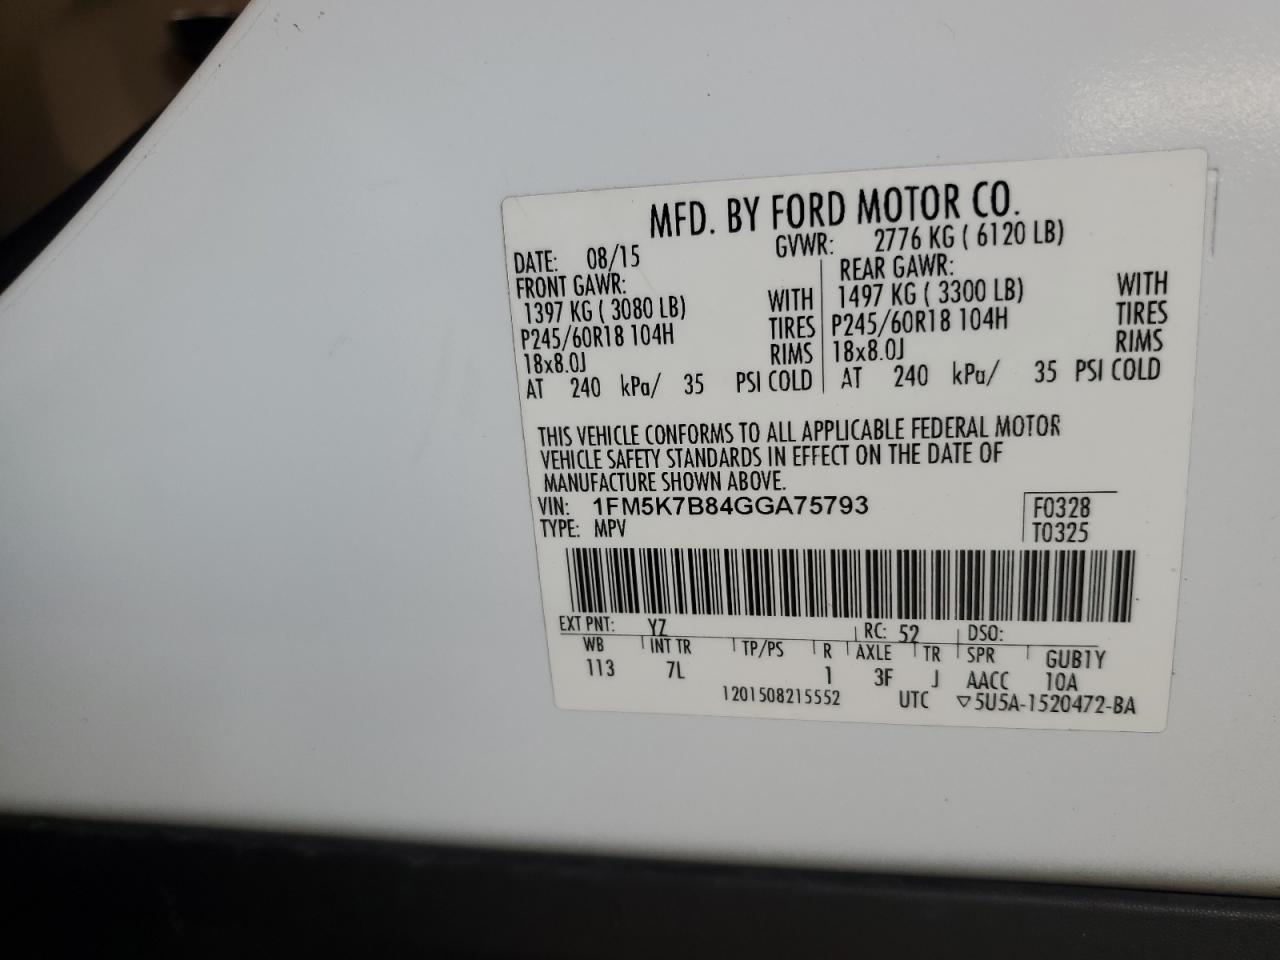 MFD. BY FORD MOTOR CO.
DATE: 08/15 GVWR: 2776 KG ( 6120 LB)
FRONT GAWR: REAR GAWR:
1397 KG ( 3080 LB) WITH 1497 KG ( 3300 LB) WITH
P245/60R18 104H TIRES P245/60R18 104H TIRES
18x8.0J RIMS 18x8.0J RIMS
AT 240 kPa/ 35 PSI COLD AT 240 kPa/ 35 PSI COLD
THIS VEHICLE CONFORMS TO ALL APPLICABLE FEDERAL MOTOR
VEHICLE SAFETY STANDARDS IN EFFECT ON THE DATE OF
MANUFACTURE SHOWN ABOVE.
VIN: 1FM5K7B84GGA75793 F0328
TYPE: MPV T0325
EXT PNT: YZ RC: 52 DSO:
WB INT TR TP/PS R AXLE TR SPR GUB1Y
113 7L 1 3F J AACC 10A
1201508215552 UTC ▽5U5A-1520472-BA